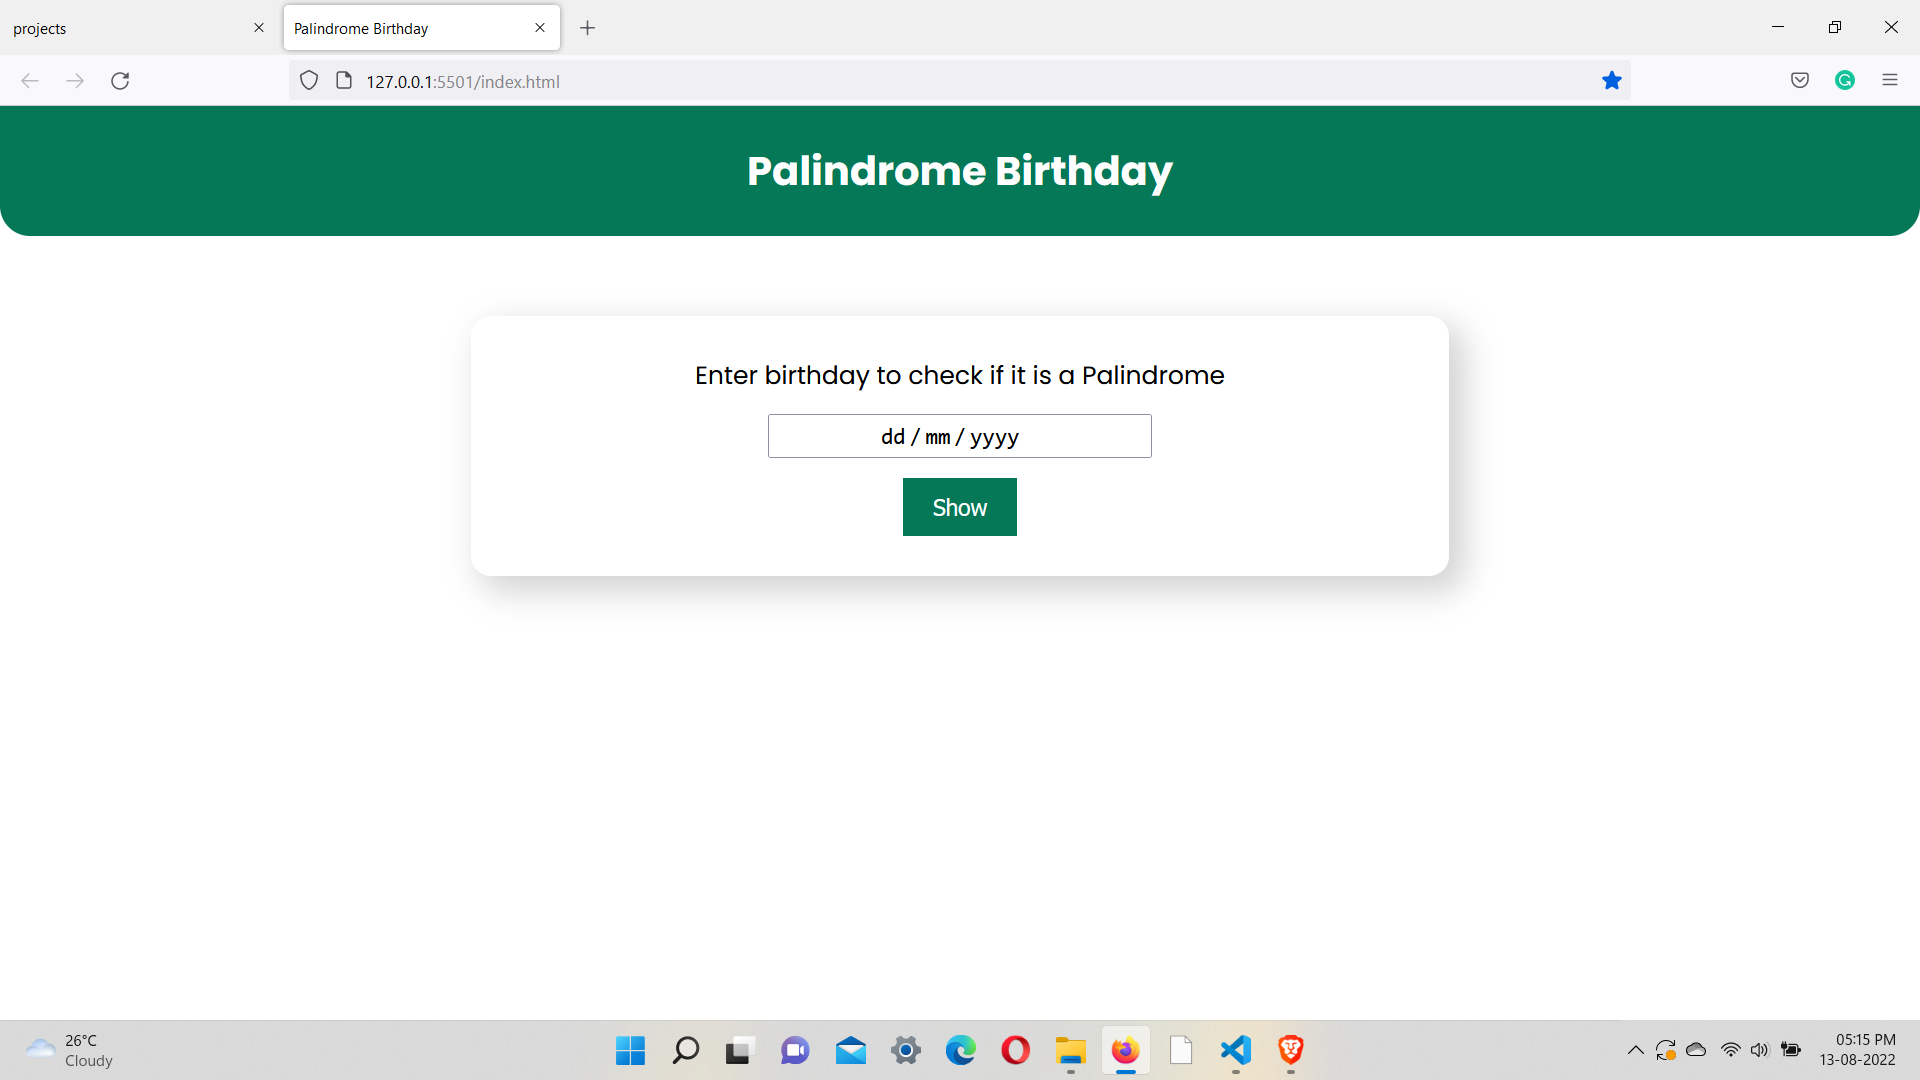 projects
Palindrome Birthday
127.0.0.1:5501/index.html
Palindrome Birthday
Enter birthday to check if it is a Palindrome
dd / mm / yyyy
Show
26°C
Cloudy
05:15 PM
13-08-2022